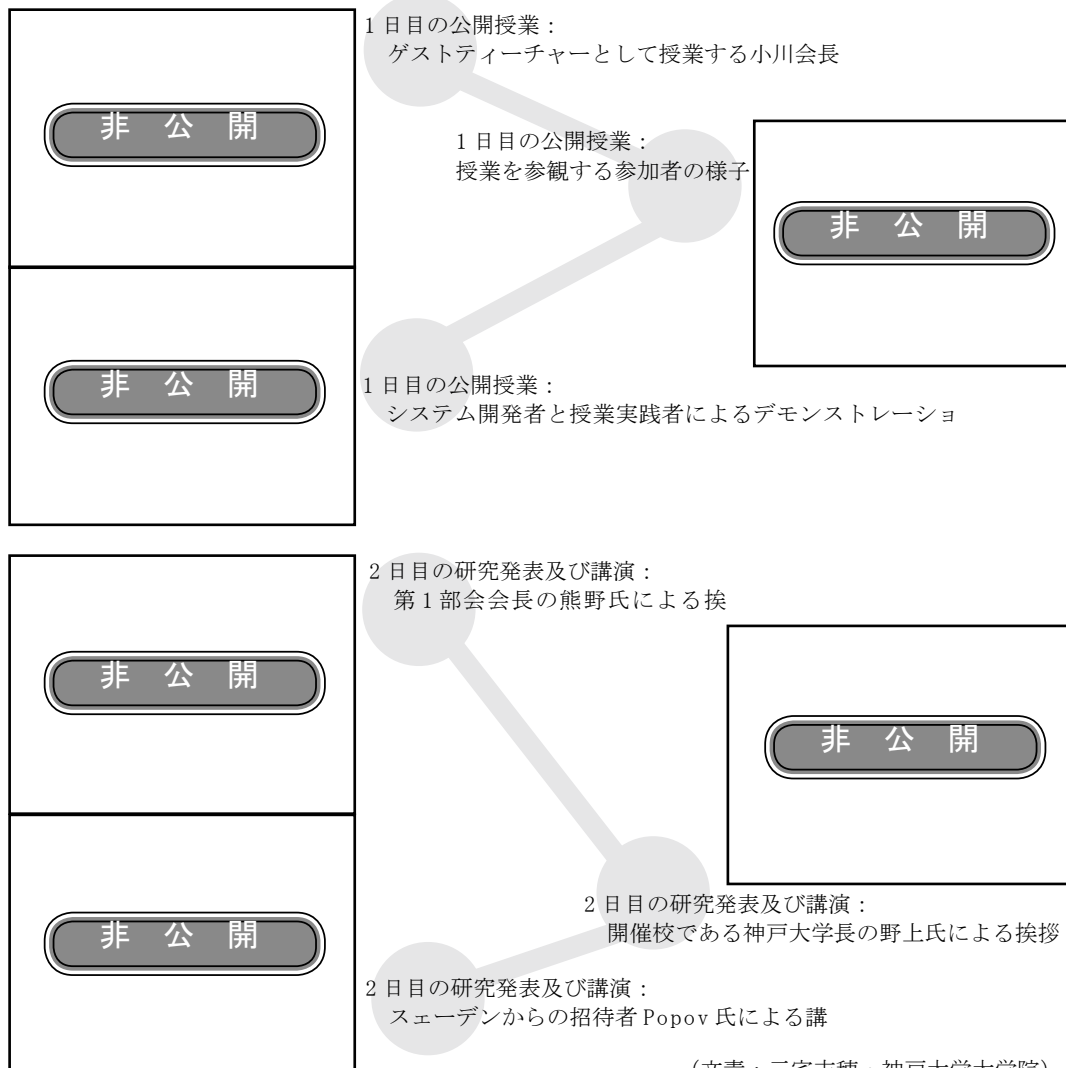 1日目の公開授業：
ゲストティーチャーとして授業する小川会長
非 公 開
1日目の公開授業：
授業を参観する参加者の様子
非 公 開
非 公 開
1日目の公開授業：
システム開発者と授業実践者によるデモンストレーショ
2日目の研究発表及び講演：
第1部会会長の熊野氏による挨
非 公 開
非 公 開
2日目の研究発表及び講演：
開催校である神戸大学長の野上氏による挨拶
非 公 開
2日目の研究発表及び講演：
スェーデンからの招待者Popov氏による講